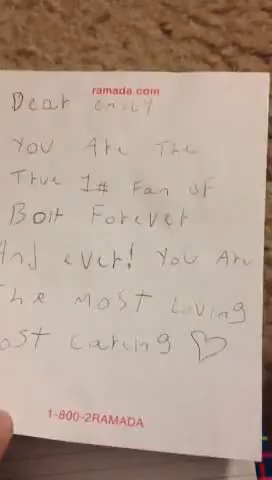 ramada.com
Dear emily
You Are The
True 1# Fan of
Bolt Forever
And ever! You Are
The most Loving
ost caring ♡
1-800-2RAMADA